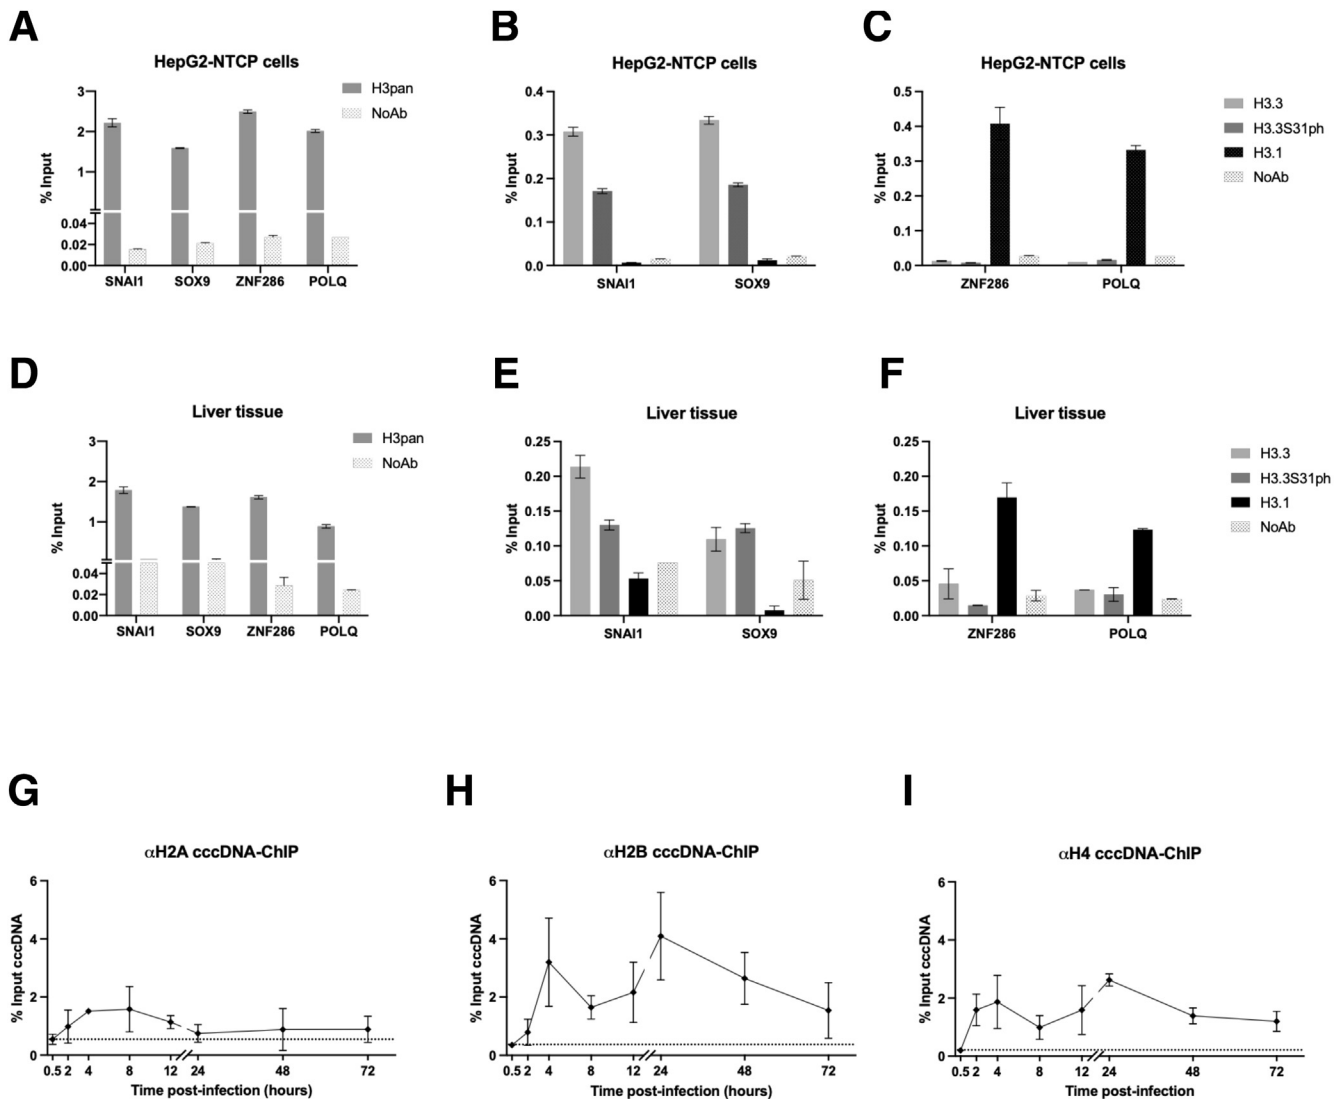 A
HepG2-NTCP cells
H3pan
NoAb
% Input
3
2
1
0.04
0.02
0.00
SNAI1 SOX9 ZNF286 POLQ
B
HepG2-NTCP cells
% Input
0.4
0.3
0.2
0.1
0.0
SNAI1 SOX9
C
HepG2-NTCP cells
H3.3
H3.3S31ph
H3.1
NoAb
% Input
0.5
0.4
0.3
0.2
0.1
0.0
ZNF286 POLQ
D
Liver tissue
H3pan
NoAb
% Input
3
2
1
0.04
0.02
0.00
SNAI1 SOX9 ZNF286 POLQ
E
Liver tissue
% Input
0.25
0.20
0.15
0.10
0.05
0.00
SNAI1 SOX9
F
Liver tissue
H3.3
H3.3S31ph
H3.1
NoAb
% Input
0.25
0.20
0.15
0.10
0.05
0.00
ZNF286 POLQ
G
αH2A cccDNA-ChIP
% Input cccDNA
6
4
2
0
0.5 2 4 8 12 24 48 72
Time post-infection (hours)
H
αH2B cccDNA-ChIP
% Input cccDNA
6
4
2
0
0.5 2 4 8 12 24 48 72
Time post-infection (hours)
I
αH4 cccDNA-ChIP
% Input cccDNA
6
4
2
0
0.5 2 4 8 12 24 48 72
Time post-infection